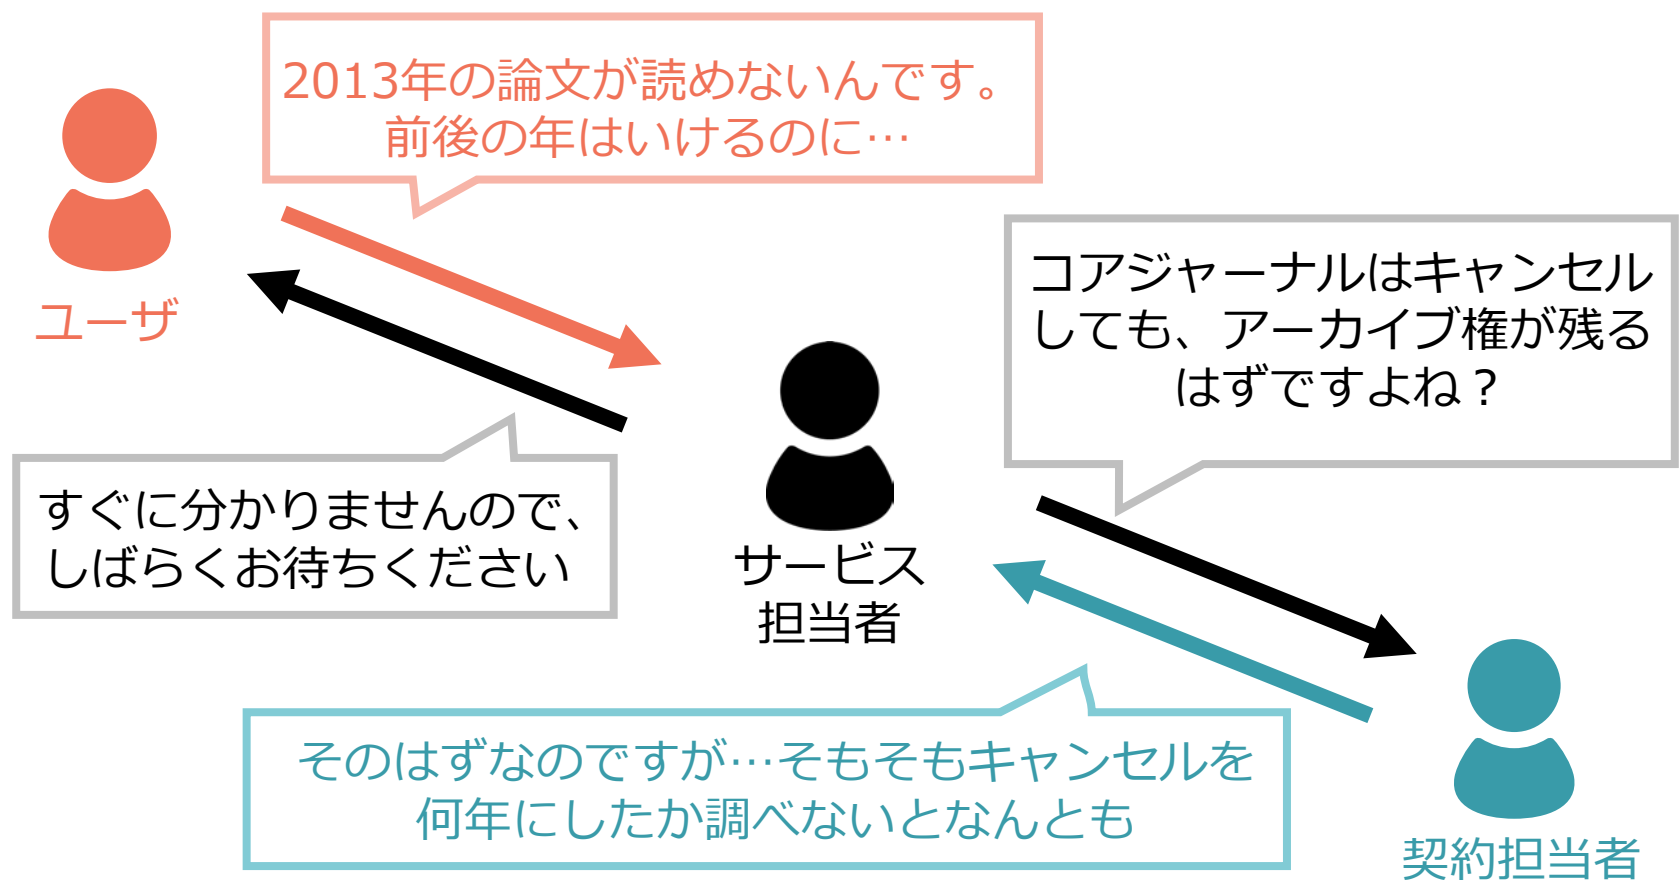 2013年の論文が読めないんです。
前後の年はいけるのに…
ユーザ
コアジャーナルはキャンセル
しても、アーカイブ権が残る
はずですよね？
すぐに分かりませんので、
しばらくお待ちください
サービス
担当者
そのはずなのですが…そもそもキャンセルを
何年にしたか調べないとなんとも
契約担当者